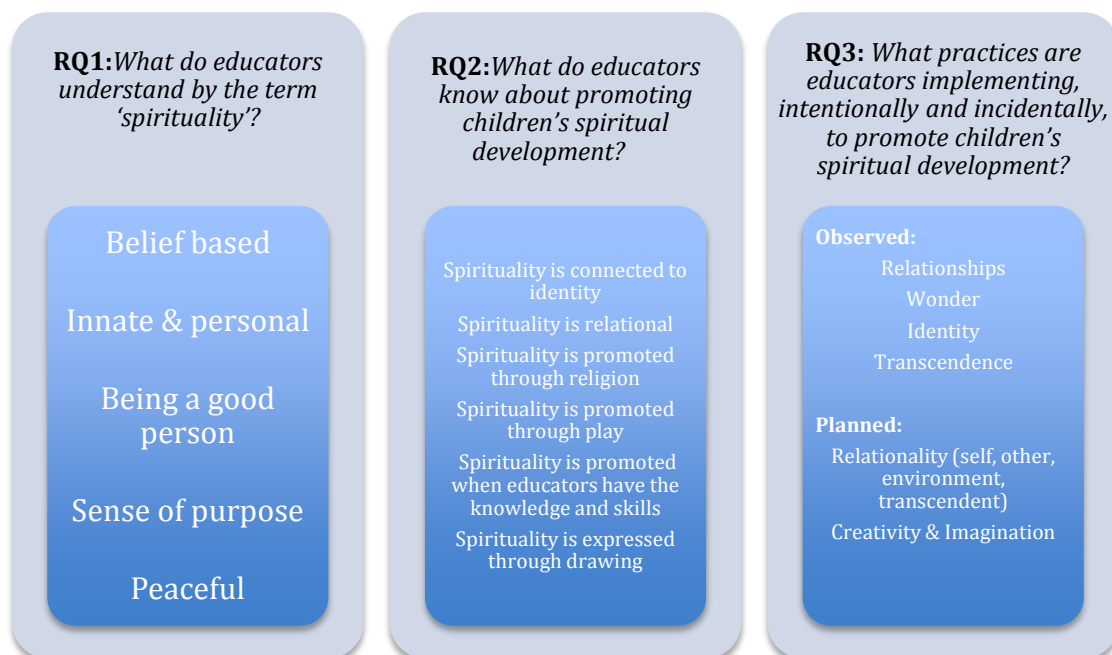 RQ1:What do educators
understand by the term
‘spirituality’?
Belief based
Innate & personal
Being a good
person
Sense of purpose
Peaceful
RQ2:What do educators
know about promoting
children’s spiritual
development?
Spirituality is connected to
identity
Spirituality is relational
Spirituality is promoted
through religion
Spirituality is promoted
through play
Spirituality is promoted
when educators have the
knowledge and skills
Spirituality is expressed
through drawing
RQ3: What practices are
educators implementing,
intentionally and incidentally,
to promote children’s
spiritual development?
Observed:
Relationships
Wonder
Identity
Transcendence
Planned:
Relationality (self, other,
environment,
transcendent)
Creativity & Imagination